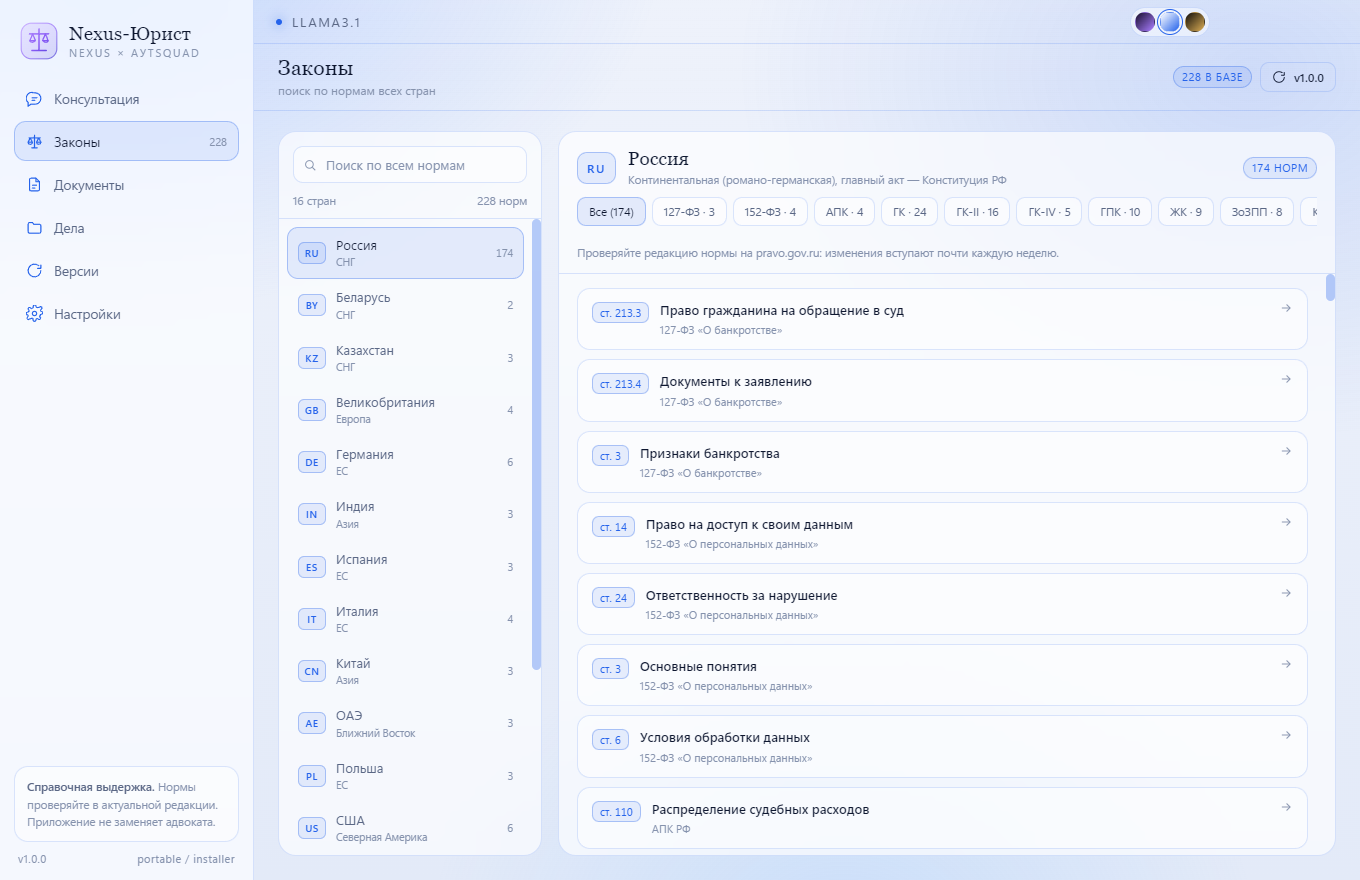 Nexus-Юрист
NEXUS × АУТSQUAD
Консультация
Законы 228
Документы
Дела
Версии
Настройки
Справочная выдержка. Нормы
проверяйте в актуальной редакции.
Приложение не заменяет адвоката.
v1.0.0 portable / installer
LLAMA3.1
Законы
поиск по нормам всех стран
228 В БАЗЕ
v1.0.0
Поиск по всем нормам
16 стран 228 норм
RU Россия 174
СНГ
BY Беларусь 2
СНГ
KZ Казахстан 3
СНГ
GB Великобритания 4
Европа
DE Германия 6
ЕС
IN Индия 3
Азия
ES Испания 3
ЕС
IT Италия 4
ЕС
CN Китай 3
Азия
AE ОАЭ 3
Ближний Восток
PL Польша 3
ЕС
US США 6
Северная Америка
RU Россия
Континентальная (романо-германская), главный акт — Конституция РФ
174 НОРМ
Все (174) 127-ФЗ · 3 152-ФЗ · 4 АПК · 4 ГК · 24 ГК-II · 16 ГК-IV · 5 ГПК · 10 ЖК · 9 ЗоЗПП · 8
Проверяйте редакцию нормы на pravo.gov.ru: изменения вступают почти каждую неделю.
ст. 213.3 Право гражданина на обращение в суд
127-ФЗ «О банкротстве»
ст. 213.4 Документы к заявлению
127-ФЗ «О банкротстве»
ст. 3 Признаки банкротства
127-ФЗ «О банкротстве»
ст. 14 Право на доступ к своим данным
152-ФЗ «О персональных данных»
ст. 24 Ответственность за нарушение
152-ФЗ «О персональных данных»
ст. 3 Основные понятия
152-ФЗ «О персональных данных»
ст. 6 Условия обработки данных
152-ФЗ «О персональных данных»
ст. 110 Распределение судебных расходов
АПК РФ